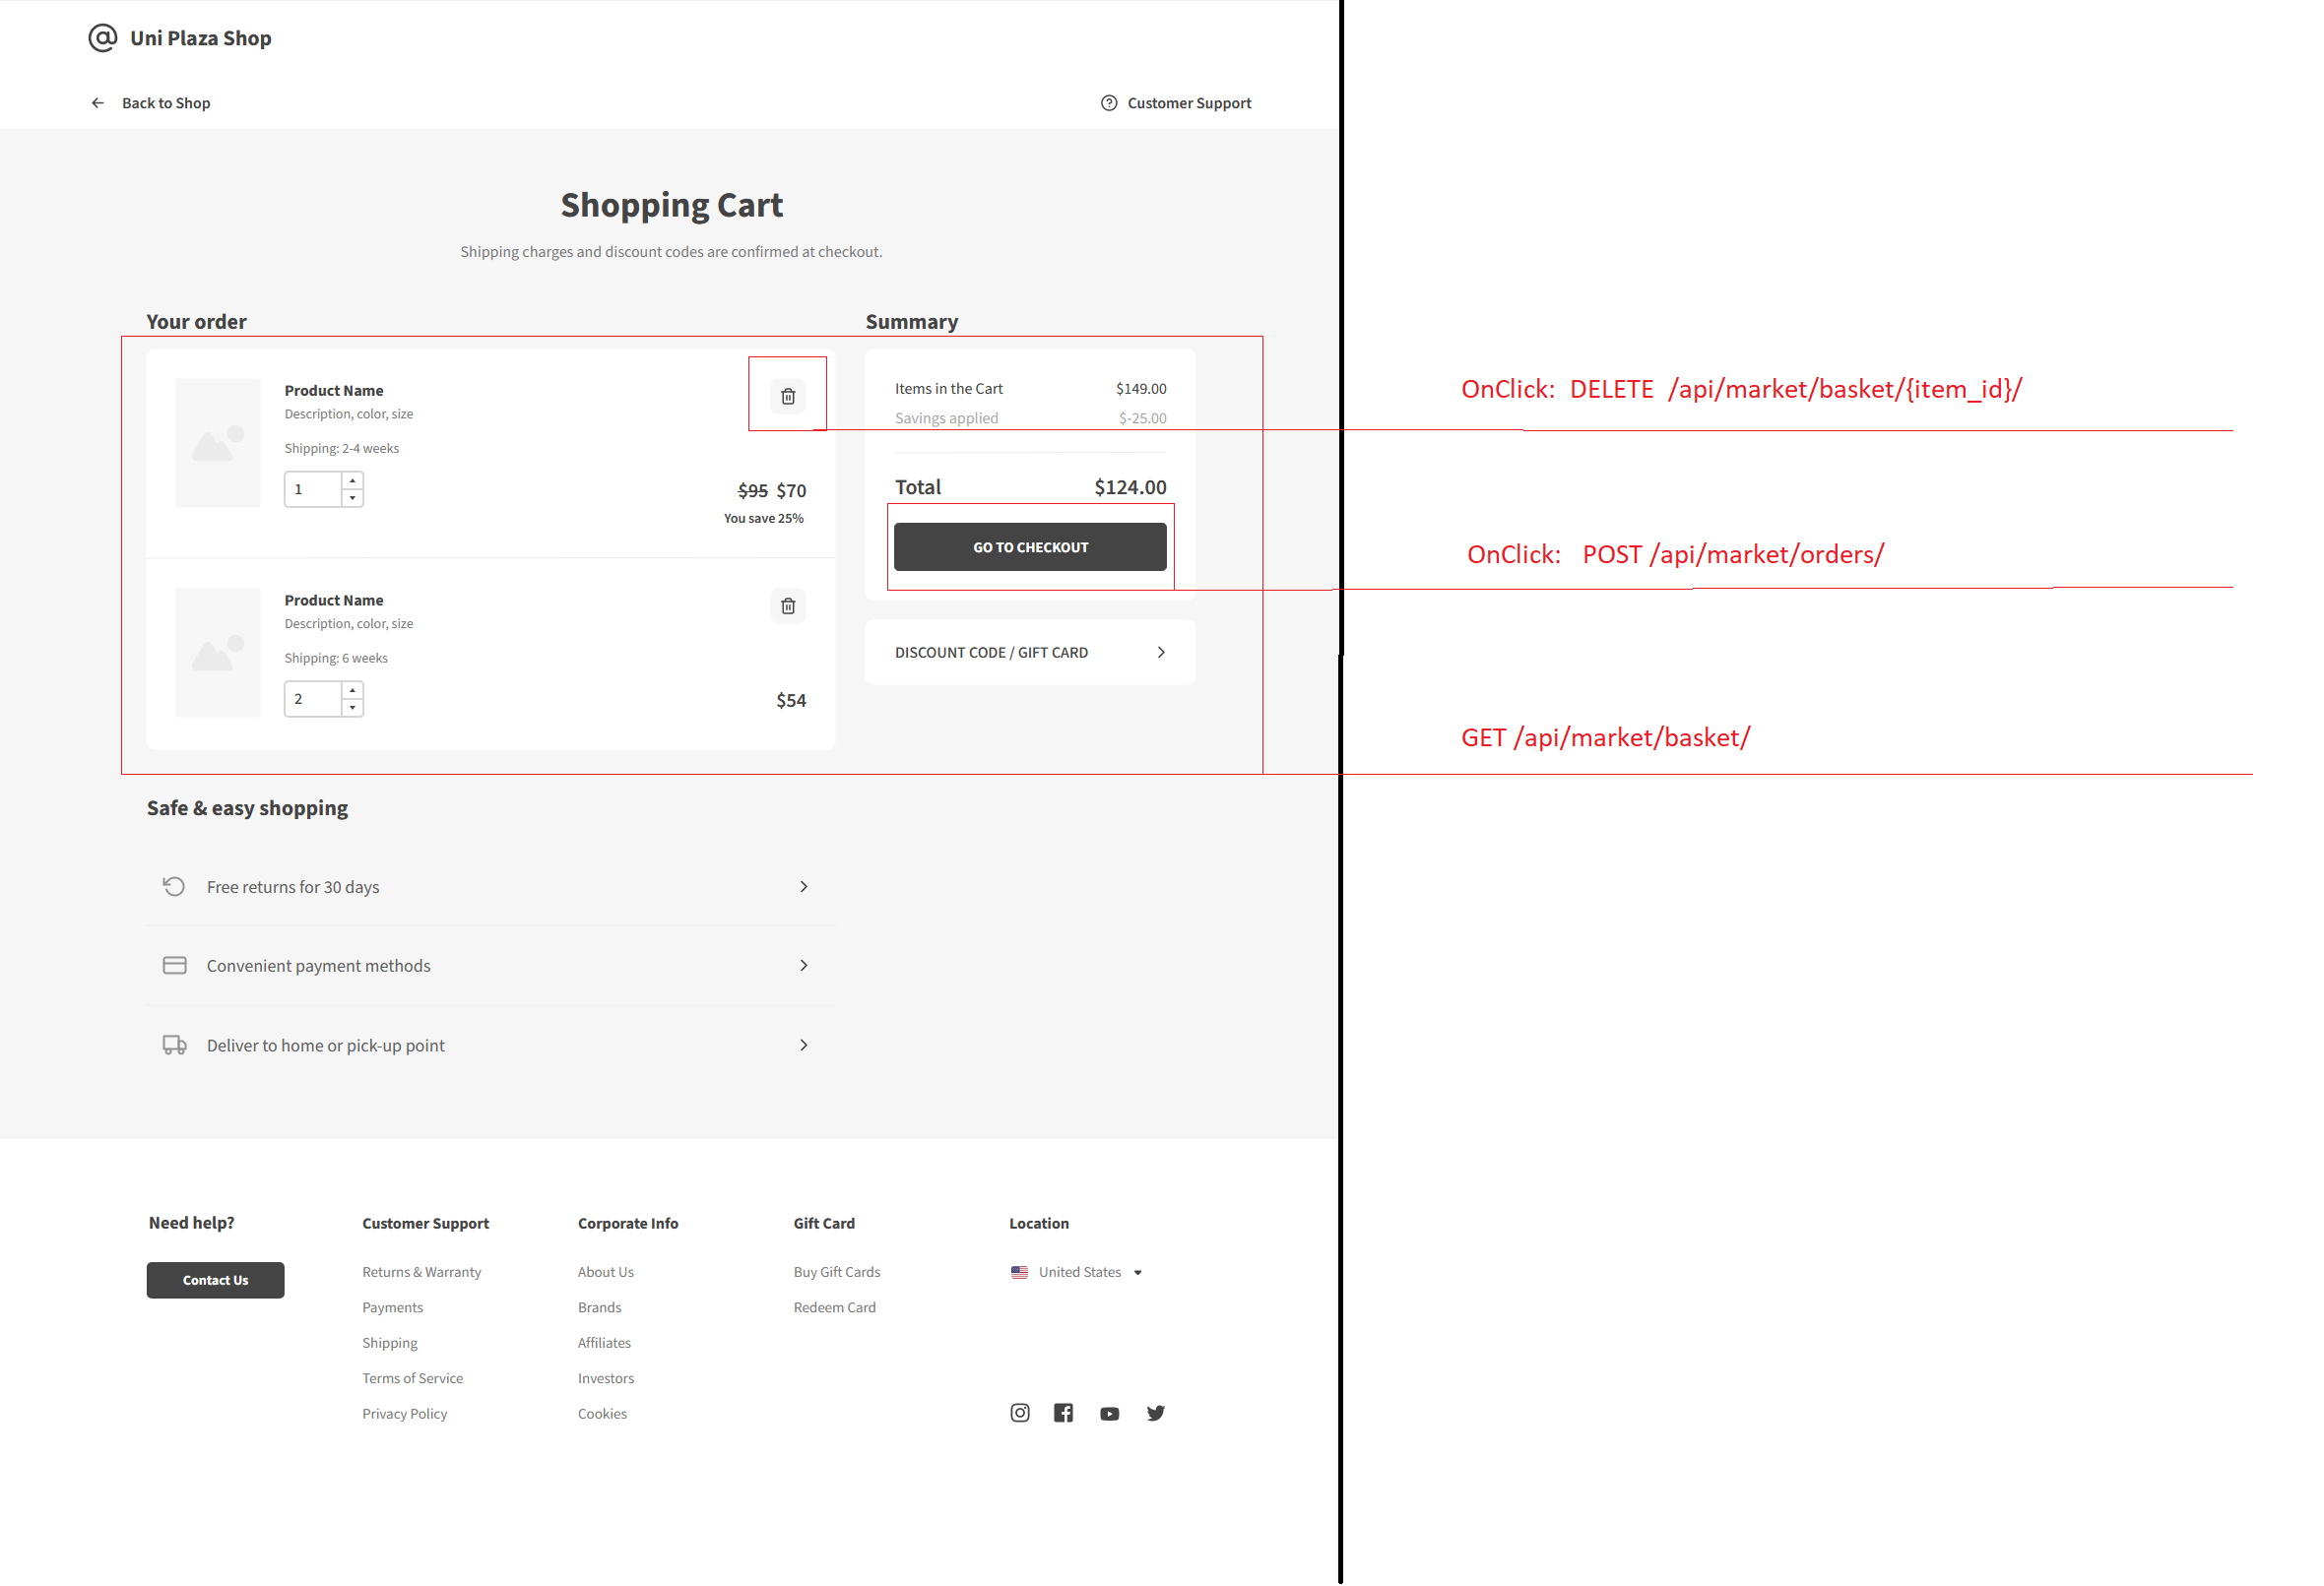 Uni Plaza Shop
Back to Shop
Customer Support
Shopping Cart
Shipping charges and discount codes are confirmed at checkout.
Your order
Product Name
Description, color, size
Shipping: 2-4 weeks
1
$95 $70
You save 25%
Product Name
Description, color, size
Shipping: 6 weeks
2
$54
Summary
Items in the Cart $149.00
Savings applied $-25.00
Total $124.00
GO TO CHECKOUT
DISCOUNT CODE / GIFT CARD
OnClick: DELETE /api/market/basket/{item_id}/
OnClick: POST /api/market/orders/
GET /api/market/basket/
Safe & easy shopping
Free returns for 30 days
Convenient payment methods
Deliver to home or pick-up point
Need help?
Contact Us
Customer Support
Returns & Warranty
Payments
Shipping
Terms of Service
Privacy Policy
Corporate Info
About Us
Brands
Affiliates
Investors
Cookies
Gift Card
Buy Gift Cards
Redeem Card
Location
United States